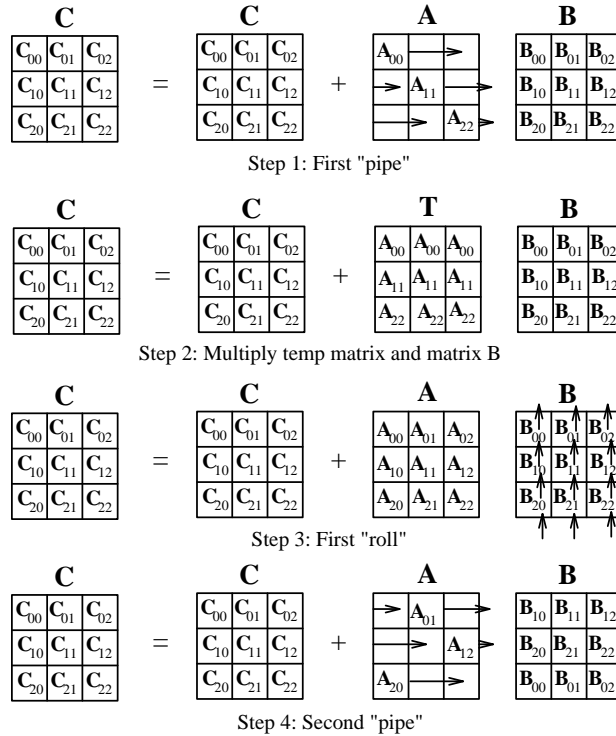 C C A B
C00 C01 C02 = C00 C01 C02 + A00 B00 B01 B02
C10 C11 C12 C10 C11 C12 A11 B10 B11 B12
C20 C21 C22 C20 C21 C22 A22 B20 B21 B22
Step 1: First "pipe"
C C T B
C00 C01 C02 C00 C01 C02 A00 A00 A00 B00 B01 B02
C10 C11 C12 = C10 C11 C12 + A11 A11 A11 B10 B11 B12
C20 C21 C22 C20 C21 C22 A22 A22 A22 B20 B21 B22
Step 2: Multiply temp matrix and matrix B
C C A B
C00 C01 C02 C00 C01 C02 A00 A01 A02 B00 B01 B02
C10 C11 C12 = C10 C11 C12 + A10 A11 A12 B10 B11 B12
C20 C21 C22 C20 C21 C22 A20 A21 A22 B20 B21 B22
Step 3: First "roll"
C C A B
C00 C01 C02 C00 C01 C02 A01 B10 B11 B12
C10 C11 C12 = C10 C11 C12 + A12 B20 B21 B22
C20 C21 C22 C20 C21 C22 A20 B00 B01 B02
Step 4: Second "pipe"